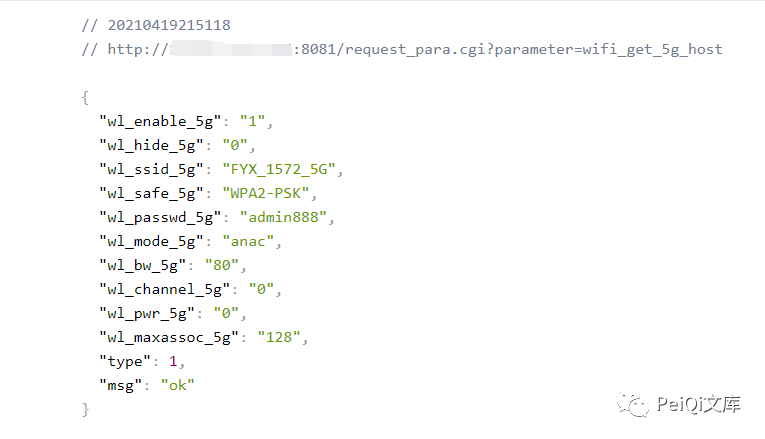 // 20210419215118
// http:// :8081/request_para.cgi?parameter=wifi_get_5g_host
{
"wl_enable_5g": "1",
"wl_hide_5g": "0",
"wl_ssid_5g": "FYX_1572_5G",
"wl_safe_5g": "WPA2-PSK",
"wl_passwd_5g": "admin888",
"wl_mode_5g": "anac",
"wl_bw_5g": "80",
"wl_channel_5g": "0",
"wl_pwr_5g": "0",
"wl_maxassoc_5g": "128",
"type": 1,
"msg": "ok"
}
PeiQi文库